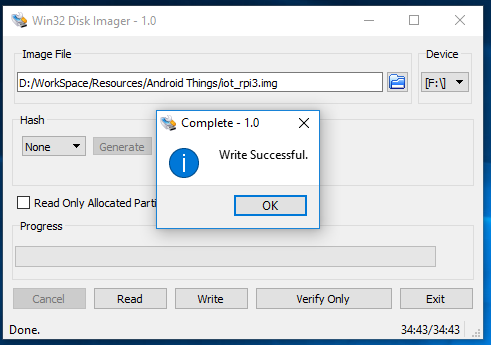 Win32 Disk Imager - 1.0
Image File
Device
D:/WorkSpace/Resources/Android Things/iot_rpi3.img
[F:\]
Hash
None
Generate
Complete - 1.0
Write Successful.
OK
Read Only Allocated Parti
Progress
Cancel
Read
Write
Verify Only
Exit
Done.
34:43/34:43